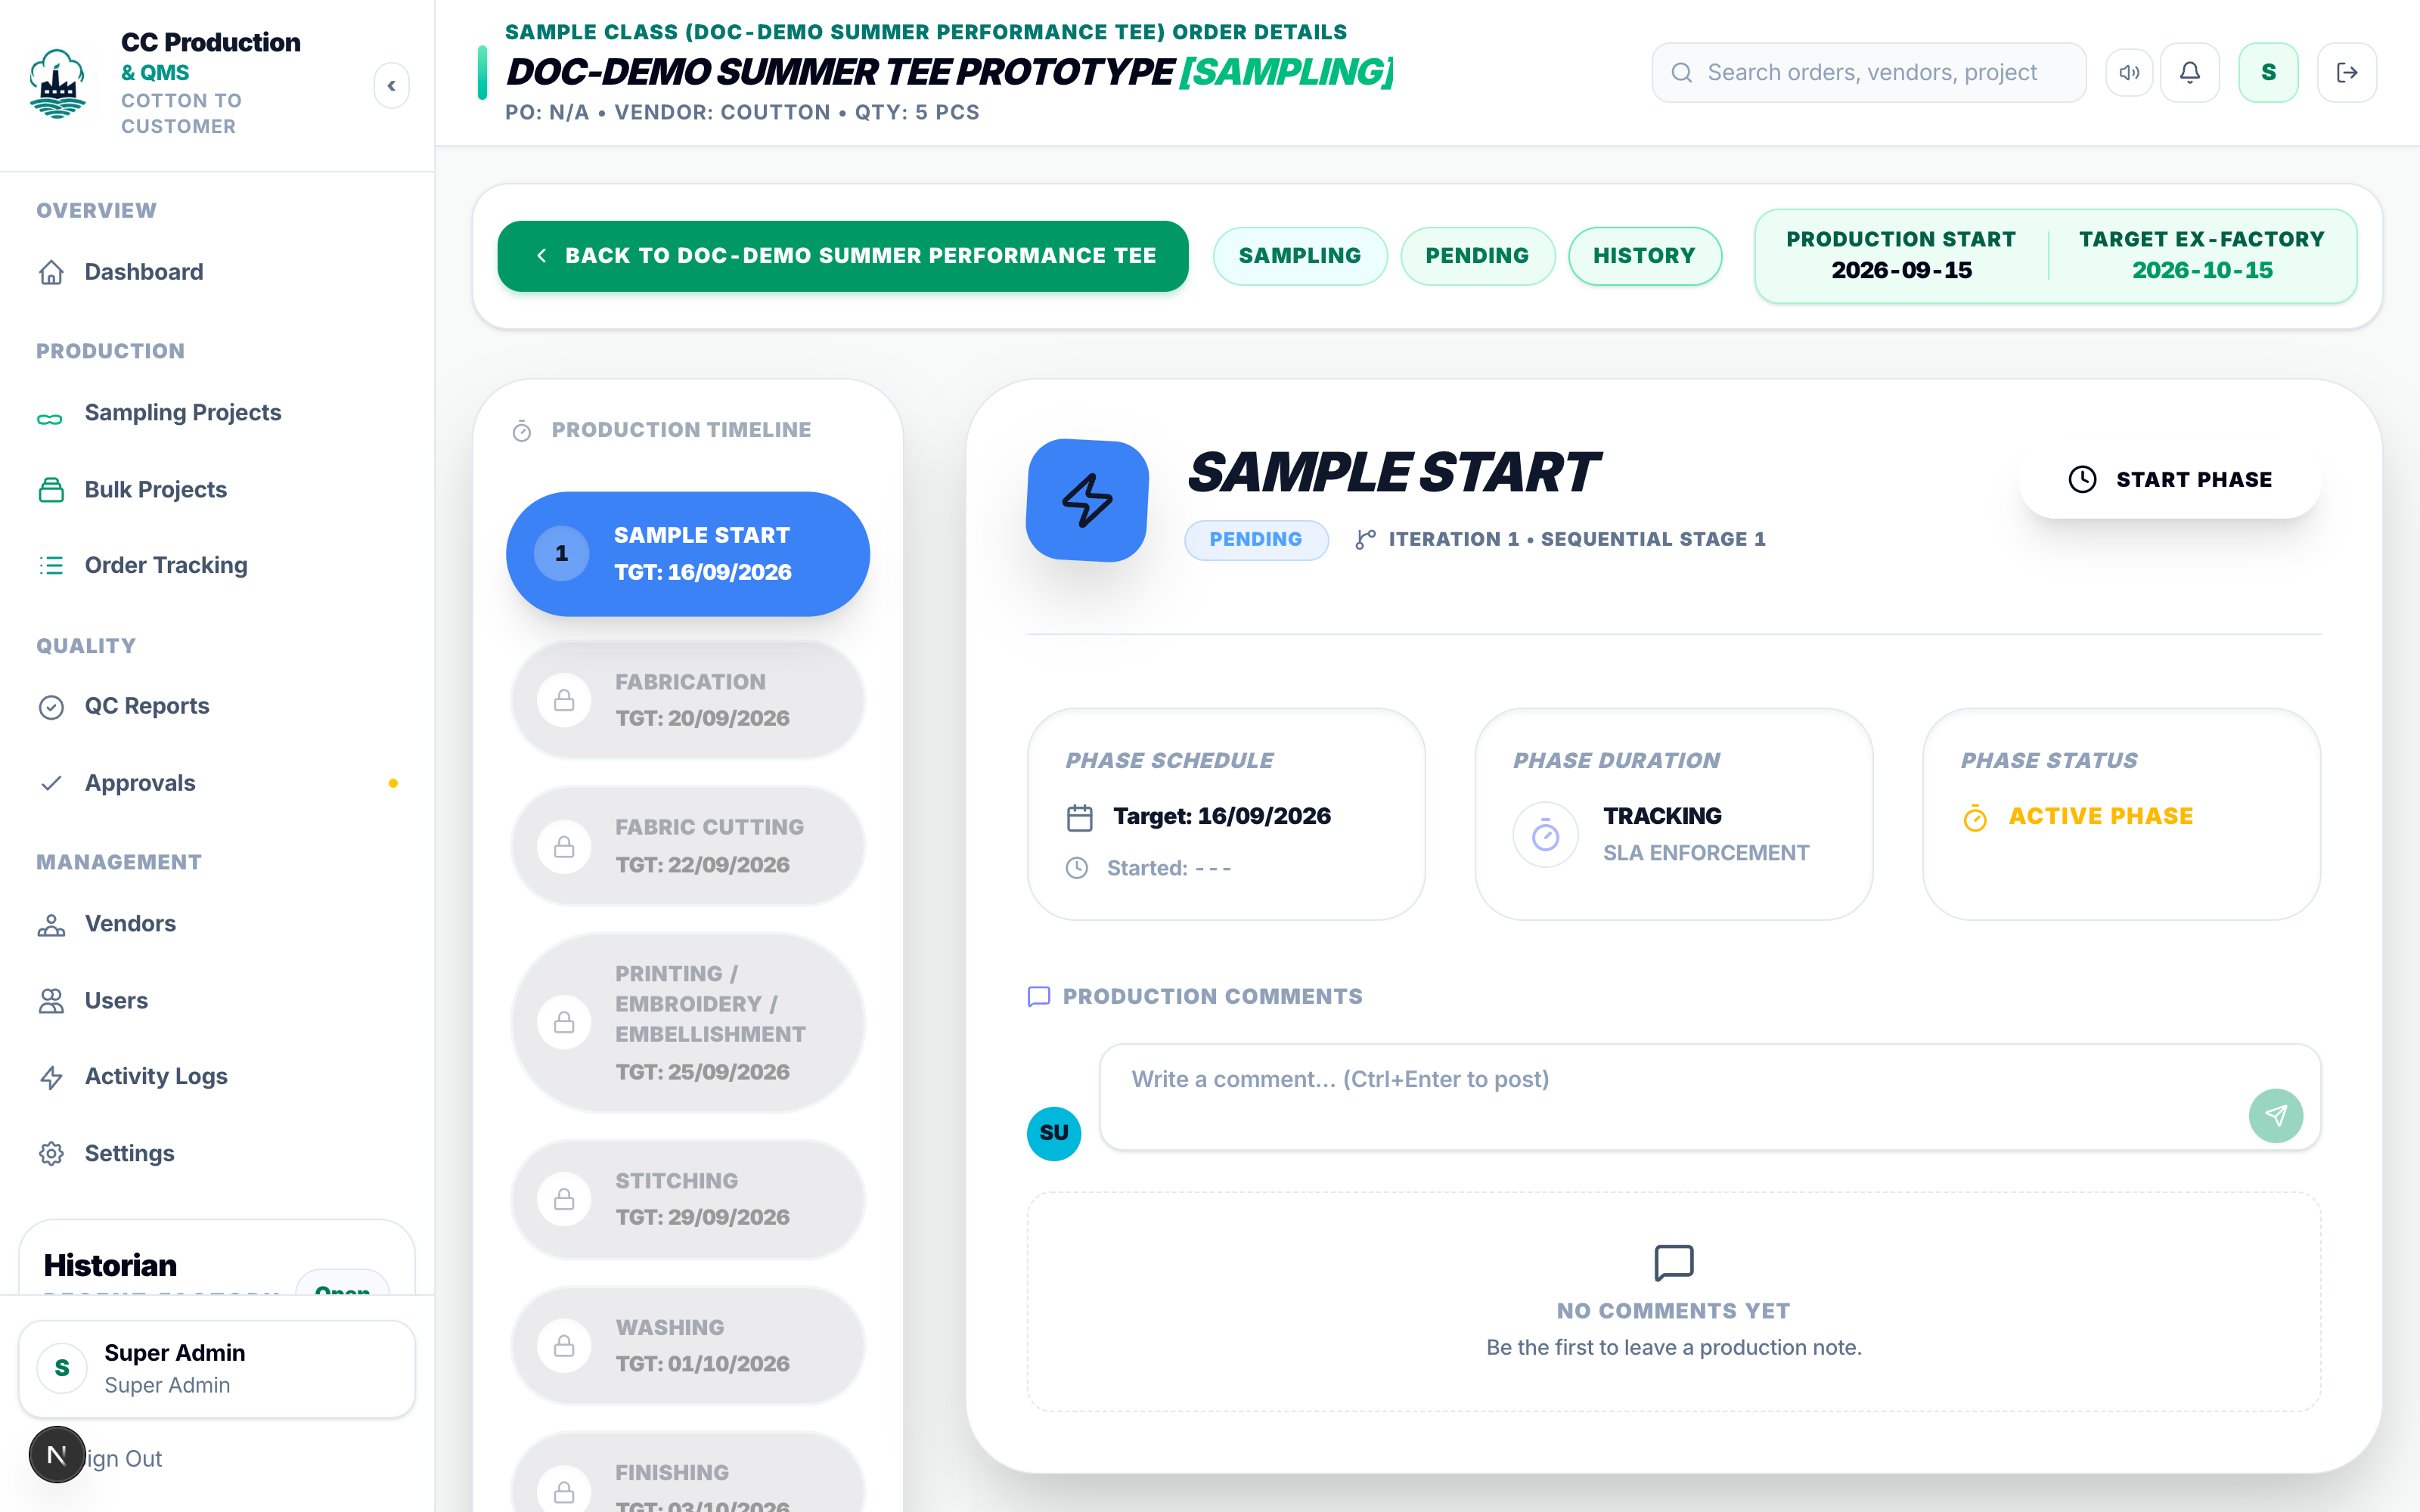 CC Production
& QMS
COTTON TO
CUSTOMER
OVERVIEW
Dashboard
PRODUCTION
Sampling Projects
Bulk Projects
Order Tracking
QUALITY
QC Reports
Approvals
MANAGEMENT
Vendors
Users
Activity Logs
Settings
Historian
Open
S
Super Admin
Super Admin
N
ign Out
SAMPLE CLASS (DOC-DEMO SUMMER PERFORMANCE TEE) ORDER DETAILS
DOC-DEMO SUMMER TEE PROTOTYPE [SAMPLING]
PO: N/A • VENDOR: COUTTON • QTY: 5 PCS
Search orders, vendors, project
S
BACK TO DOC-DEMO SUMMER PERFORMANCE TEE
SAMPLING
PENDING
HISTORY
PRODUCTION START
2026-09-15
TARGET EX-FACTORY
2026-10-15
PRODUCTION TIMELINE
1
SAMPLE START
TGT: 16/09/2026
FABRICATION
TGT: 20/09/2026
FABRIC CUTTING
TGT: 22/09/2026
PRINTING /
EMBROIDERY /
EMBELLISHMENT
TGT: 25/09/2026
STITCHING
TGT: 29/09/2026
WASHING
TGT: 01/10/2026
FINISHING
TGT: 03/10/2026
SAMPLE START
PENDING
ITERATION 1 • SEQUENTIAL STAGE 1
START PHASE
PHASE SCHEDULE
Target: 16/09/2026
Started: ---
PHASE DURATION
TRACKING
SLA ENFORCEMENT
PHASE STATUS
ACTIVE PHASE
PRODUCTION COMMENTS
SU
Write a comment... (Ctrl+Enter to post)
NO COMMENTS YET
Be the first to leave a production note.